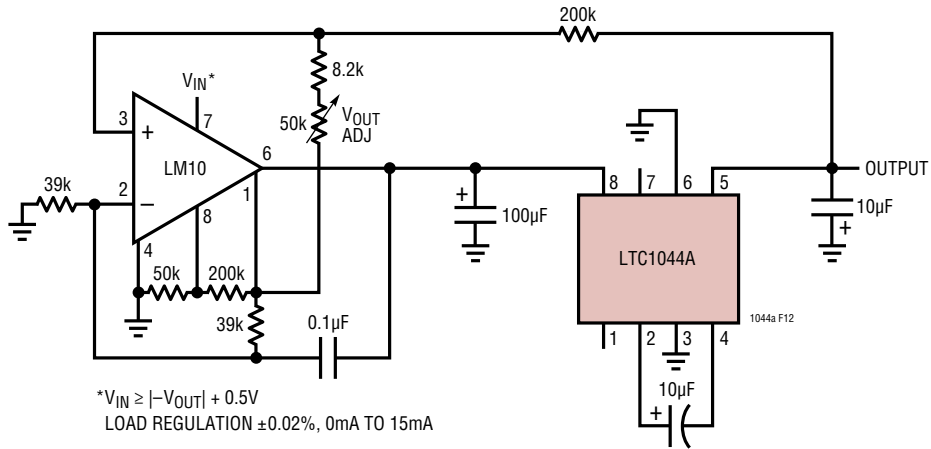 200k
8.2k
VIN*
50k
VOUT
ADJ
3
+
7
LM10
6
39k
2
–
1
8
4
50k
200k
39k
0.1µF
+
100µF
8
7
6
5
OUTPUT
10µF
+
LTC1044A
1044a F12
1
2
3
4
10µF
+
*VIN ≥ |–VOUT| + 0.5V
LOAD REGULATION ±0.02%, 0mA TO 15mA